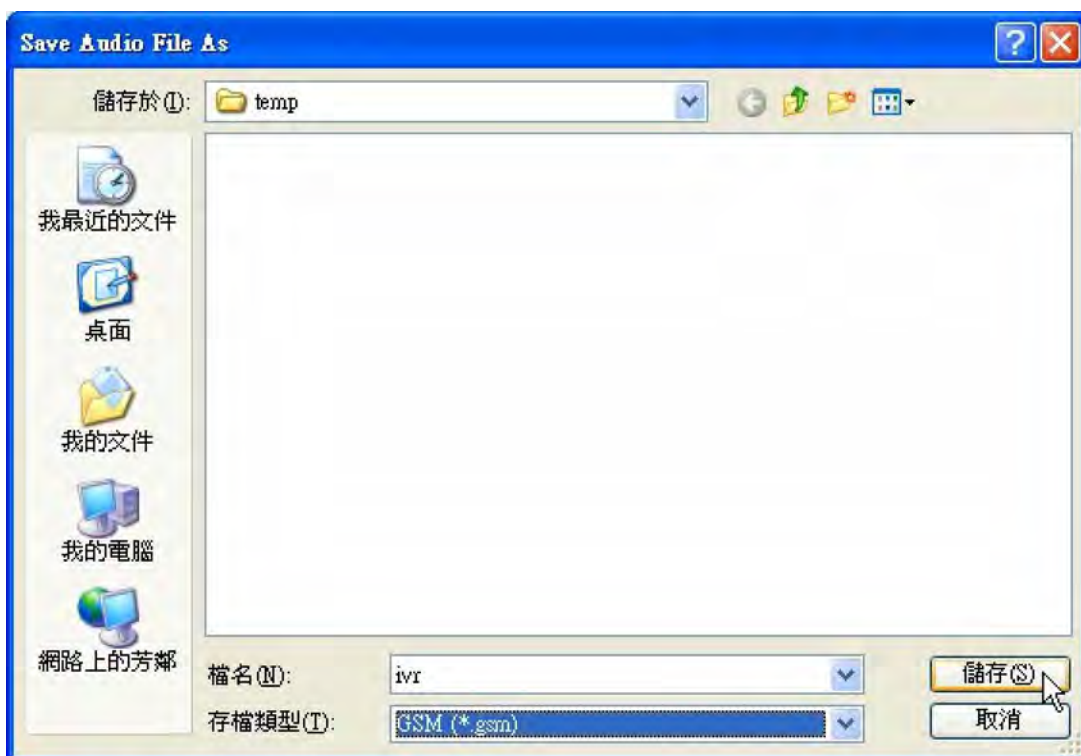 Save Audio File As
儲存於(I):
temp
我最近的文件
桌面
我的文件
我的電腦
網路上的芳鄰
檔名(N):
ivr
儲存(S)
存檔類型(T):
GSM (*.gsm)
取消